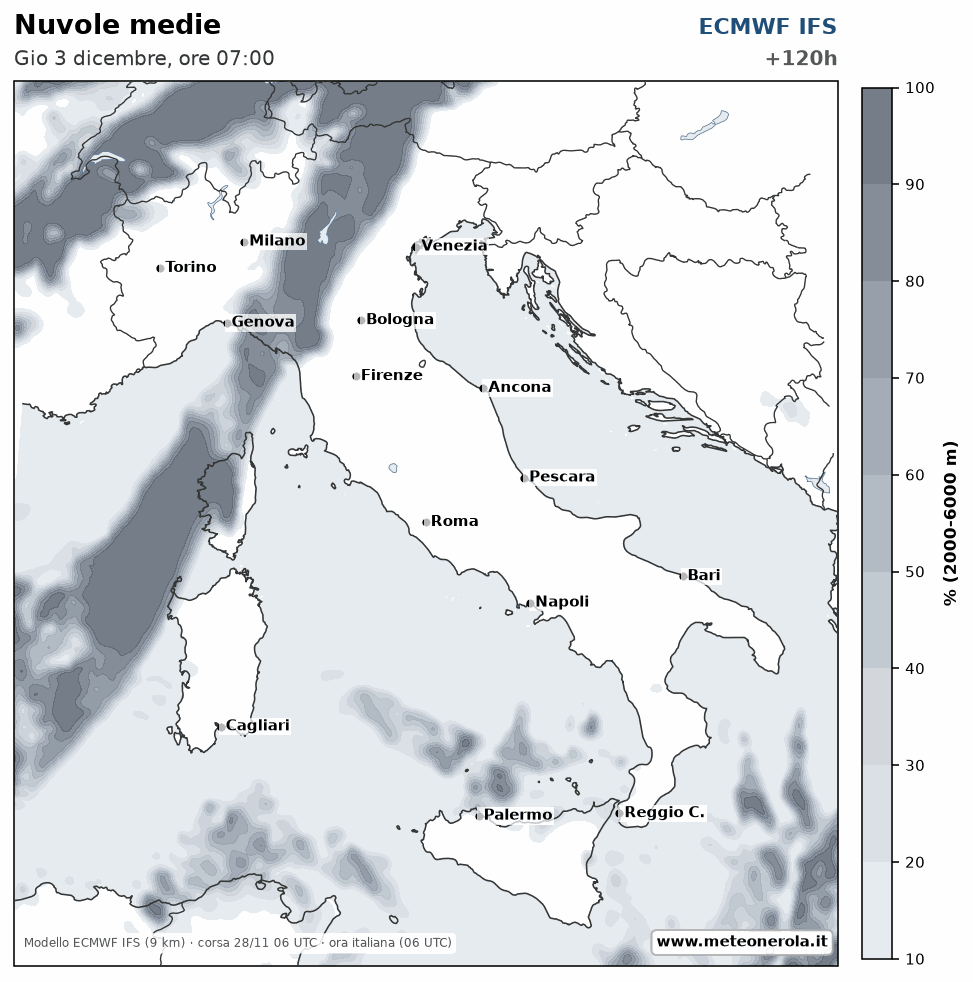 Nuvole medie
ECMWF IFS
Gio 3 dicembre, ore 07:00
+120h
100
90
80
70
60
50
40
30
20
10
% (2000-6000 m)
Milano
Venezia
Torino
Genova
Bologna
Firenze
Ancona
Pescara
Roma
Bari
Napoli
Cagliari
Palermo
Reggio C.
Modello ECMWF IFS (9 km) · corsa 28/11 06 UTC · ora italiana (06 UTC)
www.meteonerola.it